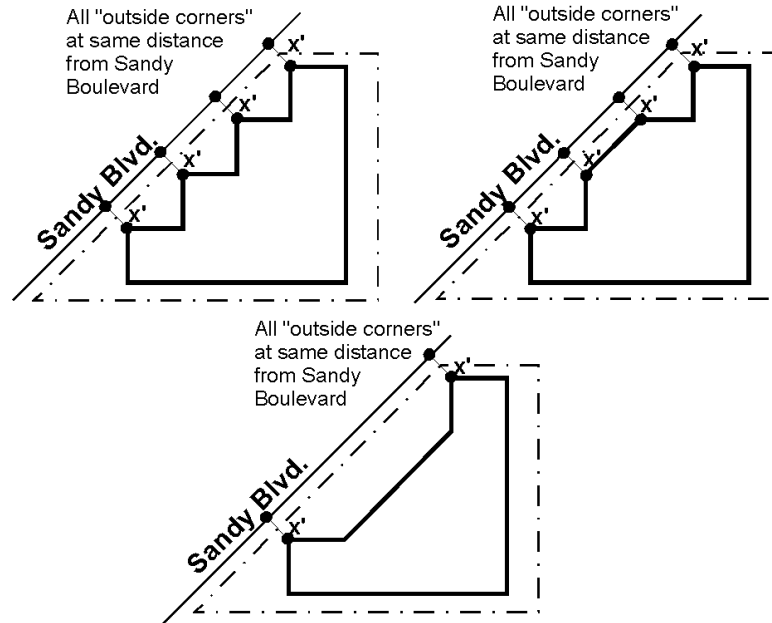 All "outside corners"
at same distance
from Sandy
Boulevard
x'
x'
x'
x'
Sandy Blvd.
All "outside corners"
at same distance
from Sandy
Boulevard
x'
x'
x'
x'
Sandy Blvd.
All "outside corners"
at same distance
from Sandy
Boulevard
x'
x'
Sandy Blvd.